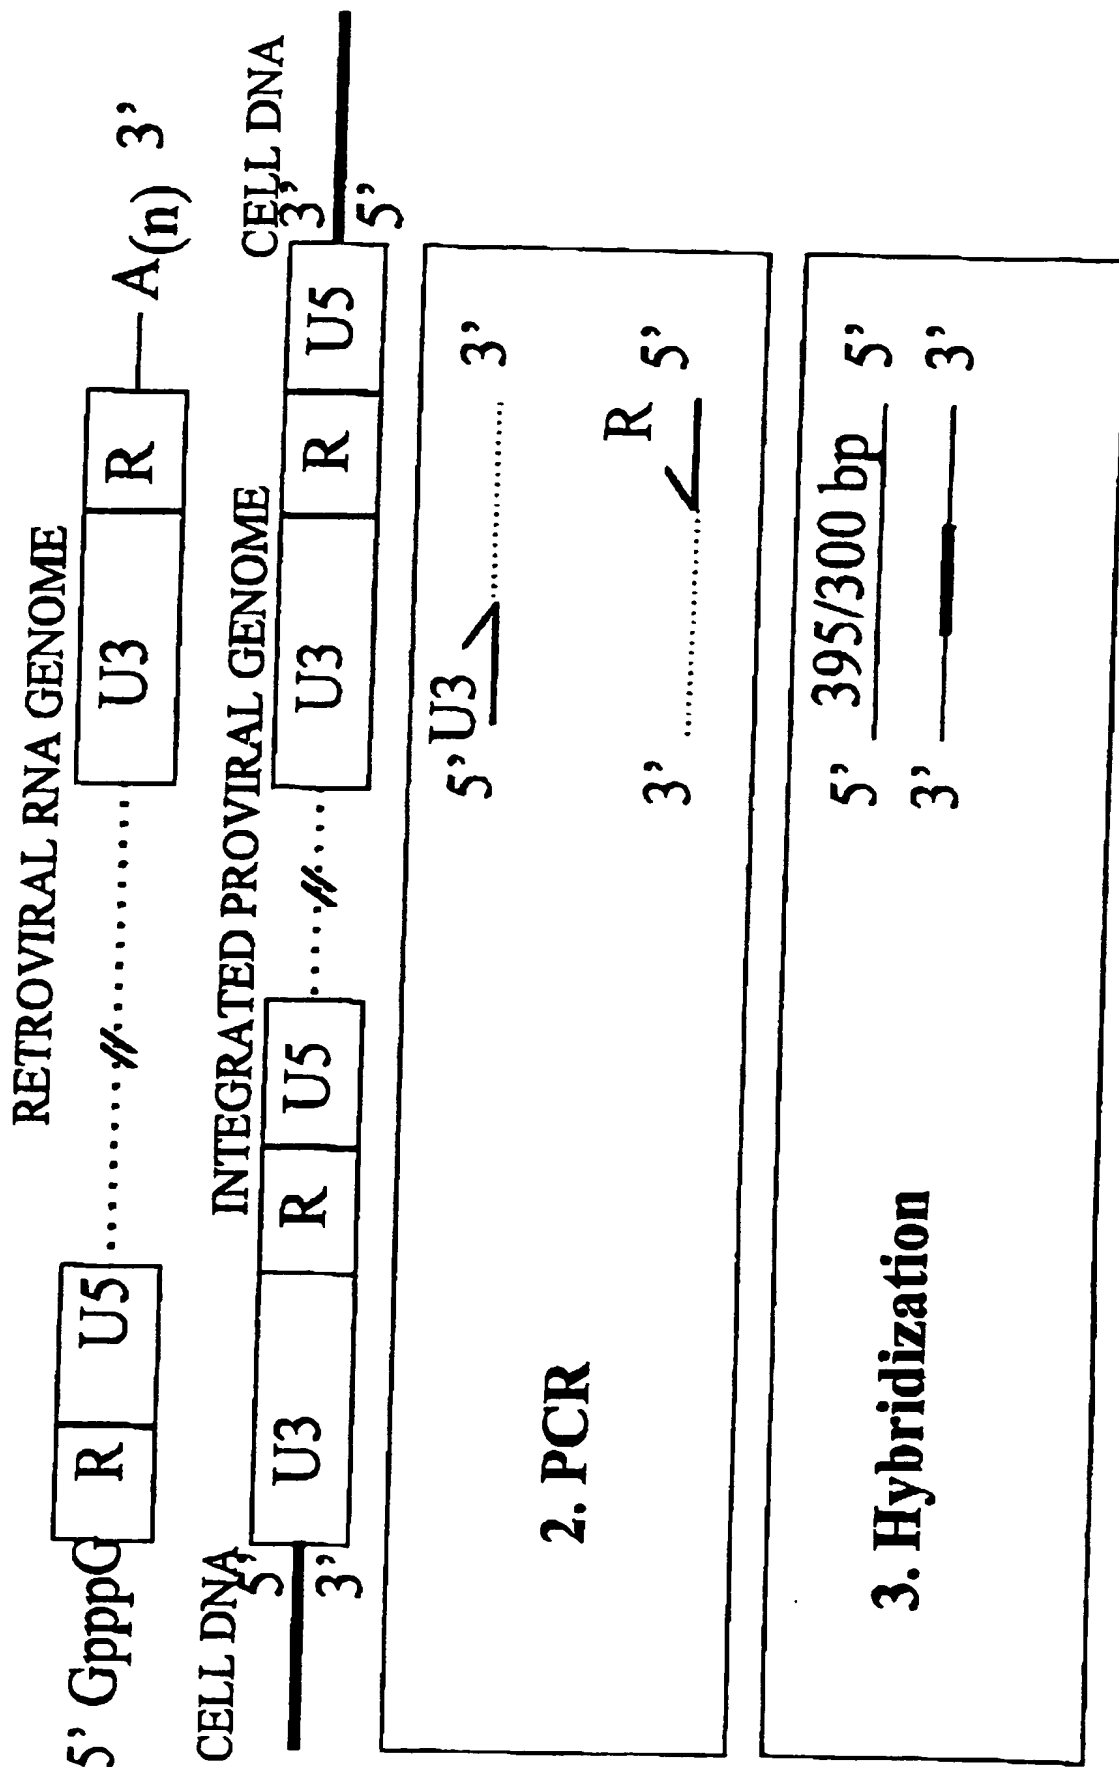 RETROVIRAL RNA GENOME
5' GpppG R U5 U3 R A(n) 3'
INTEGRATED PROVIRAL GENOME
CELL DNA CELL DNA
5' 3'
U3 R U5 U3 R U5
3' 5'
5' U3 3'
2. PCR
R
3' 5'
395/300 bp
5' 5'
3' 3'
3. Hybridization